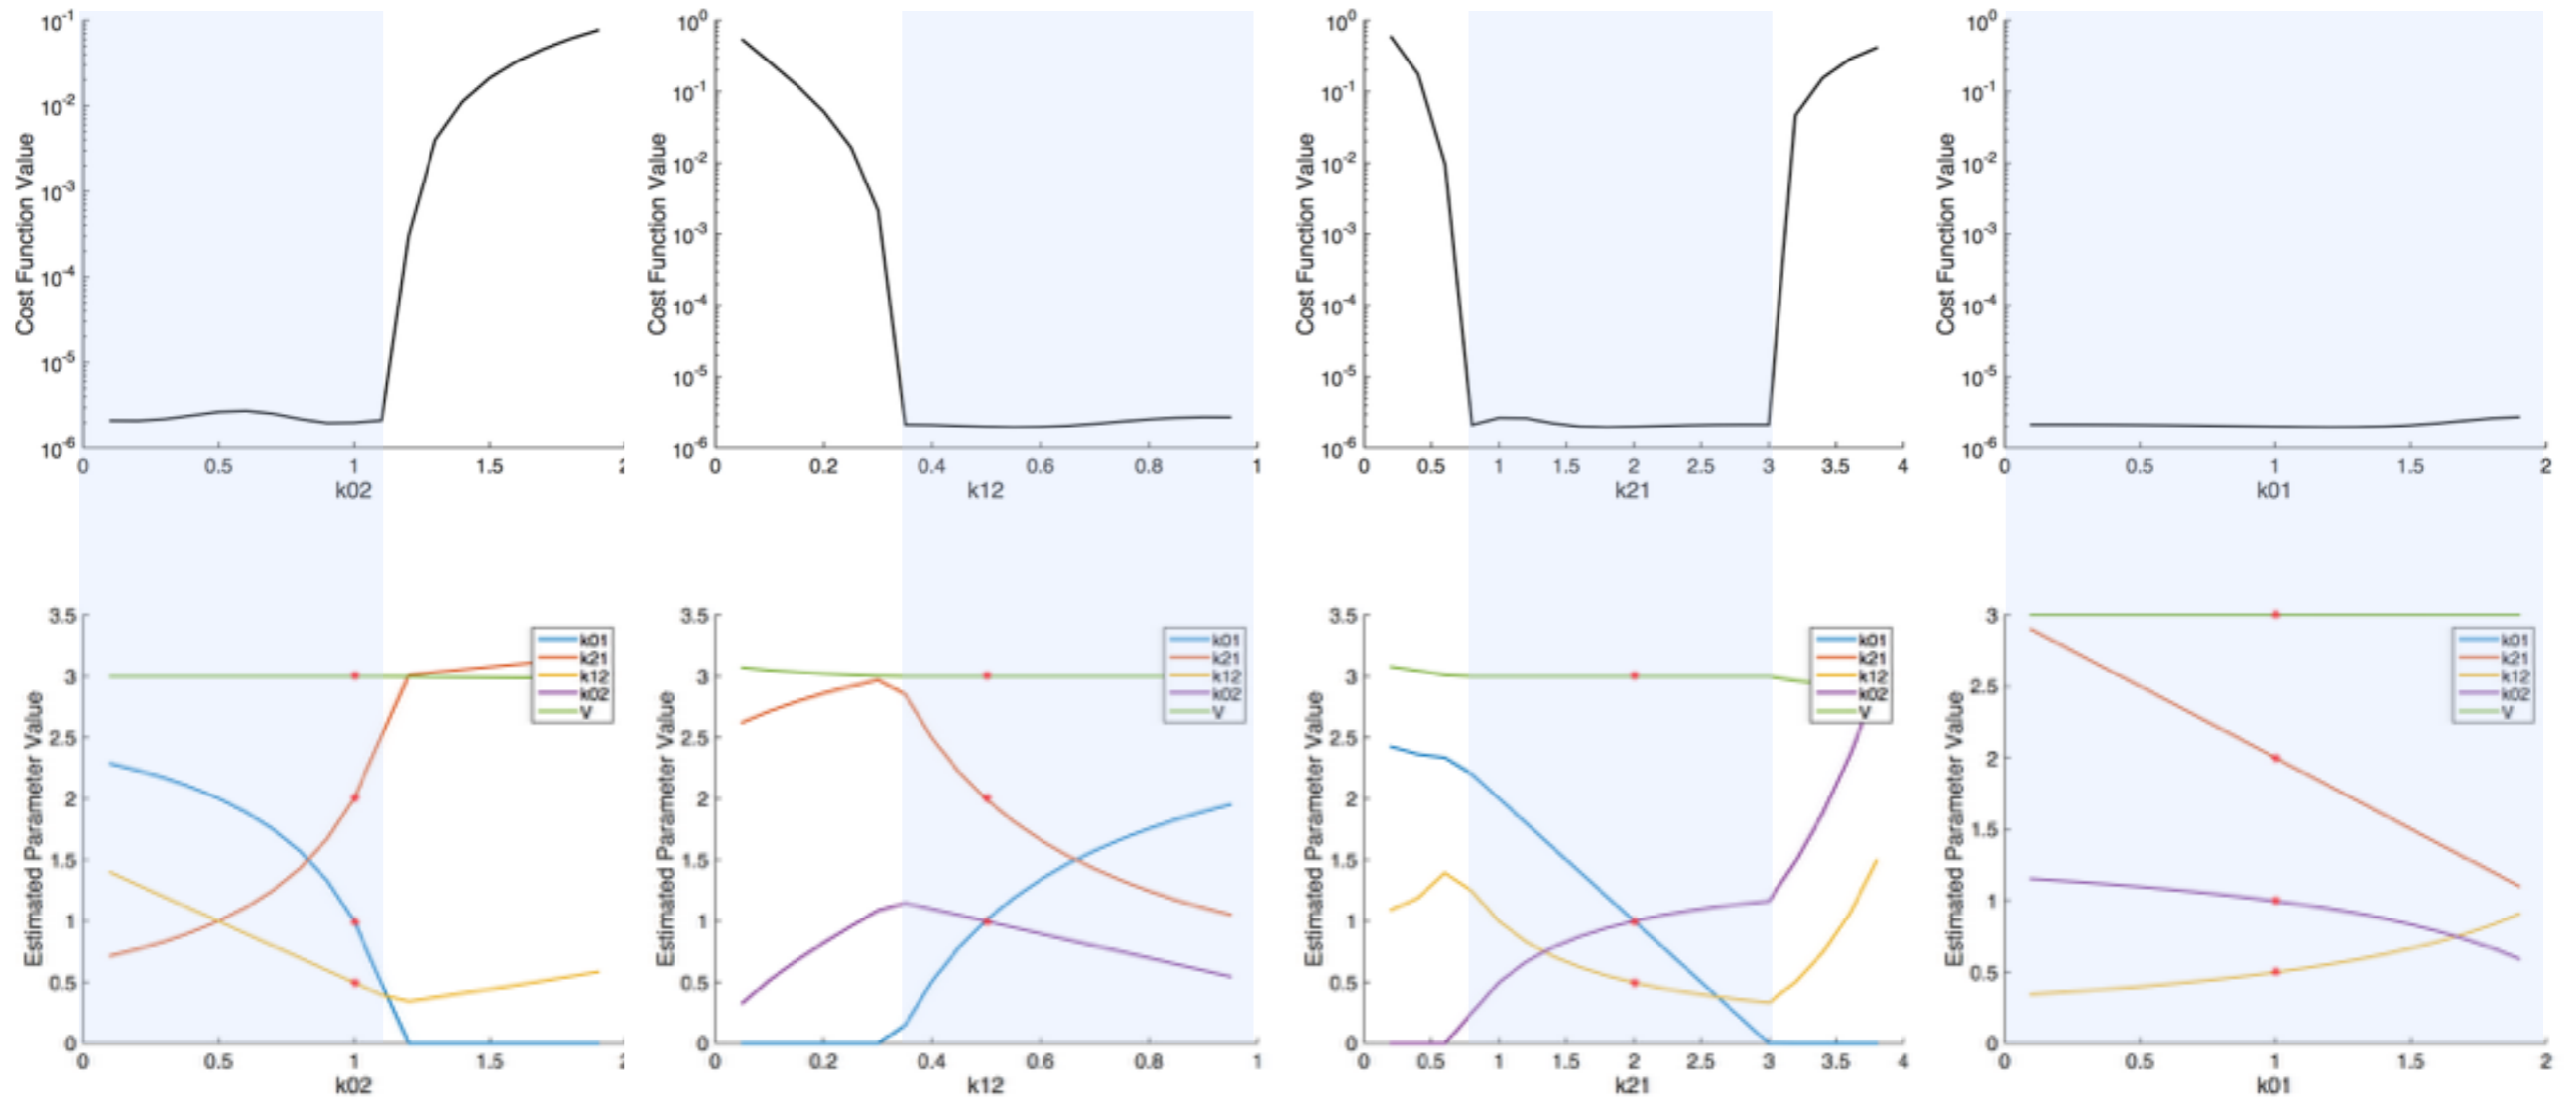 Cost Function Value
10^-1
10^-2
10^-3
10^-4
10^-5
10^-6
0 0.5 1 1.5
k02
Cost Function Value
10^0
10^-1
10^-2
10^-3
10^-4
10^-5
10^-6
0 0.2 0.4 0.6 0.8 1
k12
Cost Function Value
10^0
10^-1
10^-2
10^-3
10^-4
10^-5
10^-6
0 0.5 1 1.5 2 2.5 3 3.5 4
k21
Cost Function Value
10^0
10^-1
10^-2
10^-3
10^-4
10^-5
10^-6
0 0.5 1 1.5 2
k01
Estimated Parameter Value
3.5
3
2.5
2
1.5
1
0.5
0
k01
k21
k12
k02
V
0 0.5 1 1.5
k02
Estimated Parameter Value
3.5
3
2.5
2
1.5
1
0.5
0
k01
k21
k12
k02
V
0 0.2 0.4 0.6 0.8 1
k12
Estimated Parameter Value
3.5
3
2.5
2
1.5
1
0.5
0
k01
k21
k12
k02
V
0 0.5 1 1.5 2 2.5 3 3.5 4
k21
Estimated Parameter Value
3
2.5
2
1.5
1
0.5
0
k01
k21
k12
k02
V
0 0.5 1 1.5 2
k01